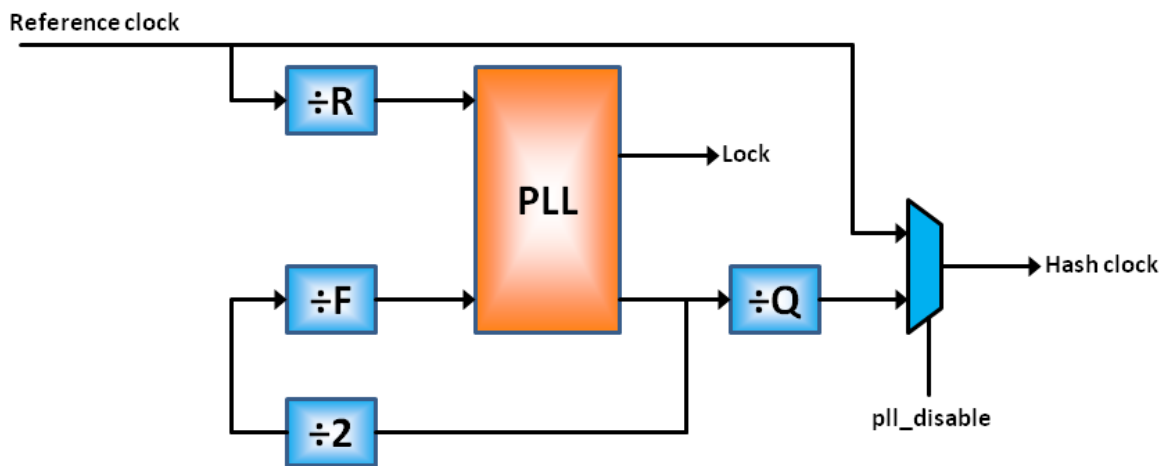 Reference clock
÷R
PLL
Lock
÷F
÷Q
Hash clock
÷2
pll_disable